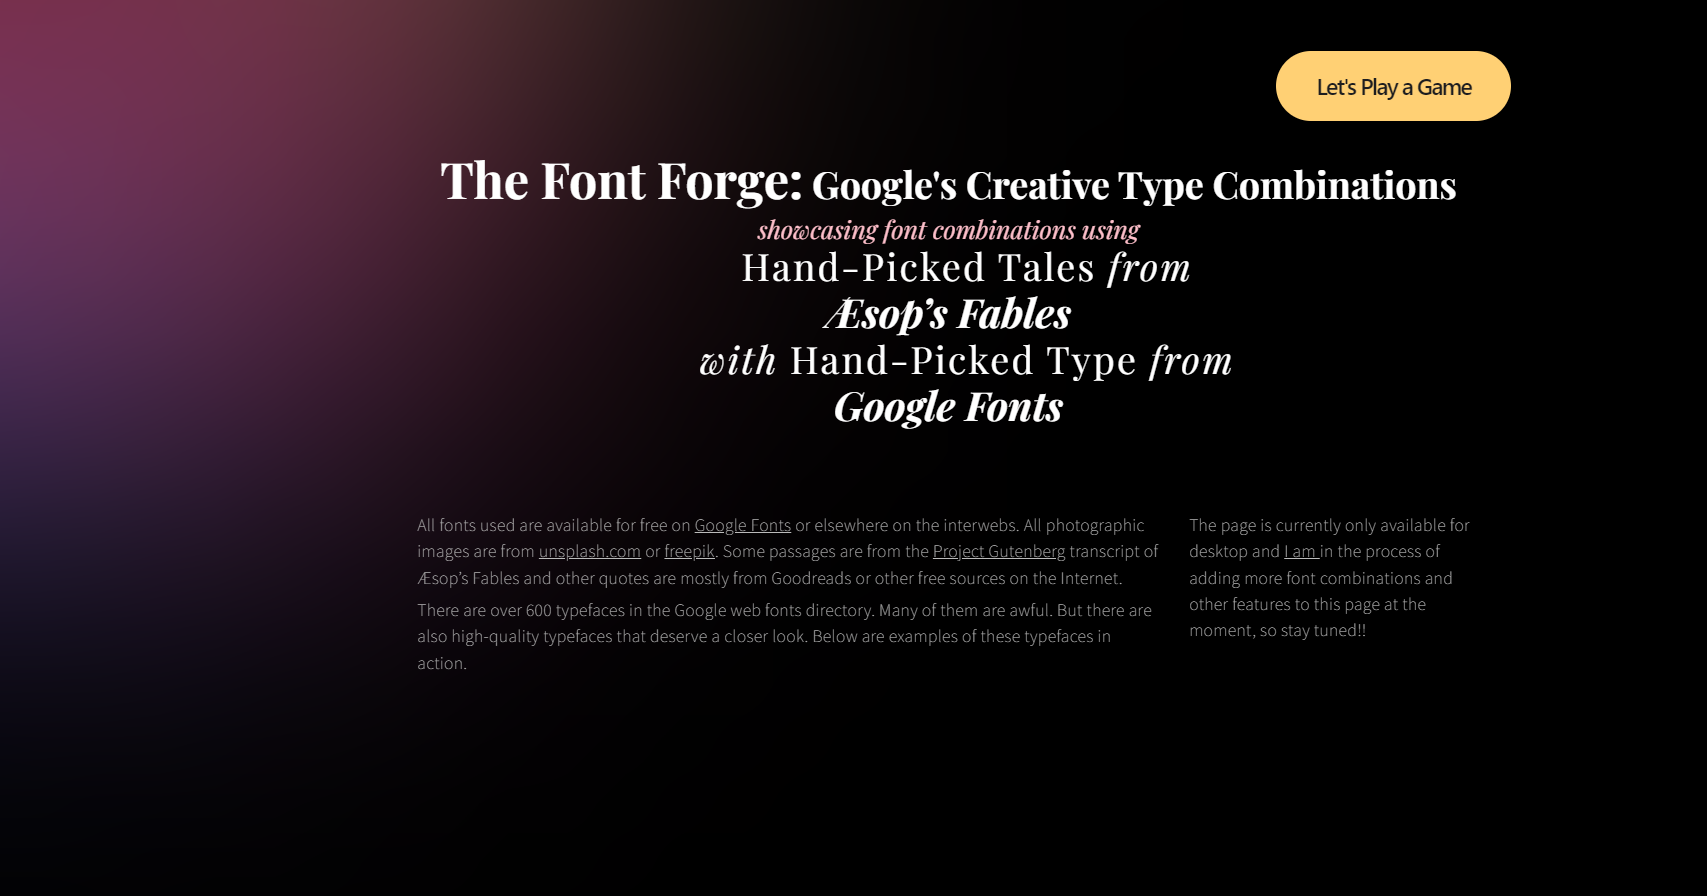 Let's Play a Game
The Font Forge: Google's Creative Type Combinations
showcasing font combinations using
Hand-Picked Tales from
Æsop’s Fables
with Hand-Picked Type from
Google Fonts
All fonts used are available for free on Google Fonts or elsewhere on the interwebs. All photographic
images are from unsplash.com or freepik. Some passages are from the Project Gutenberg transcript of
Æsop’s Fables and other quotes are mostly from Goodreads or other free sources on the Internet.
There are over 600 typefaces in the Google web fonts directory. Many of them are awful. But there are
also high-quality typefaces that deserve a closer look. Below are examples of these typefaces in
action.
The page is currently only available for
desktop and I am in the process of
adding more font combinations and
other features to this page at the
moment, so stay tuned!!